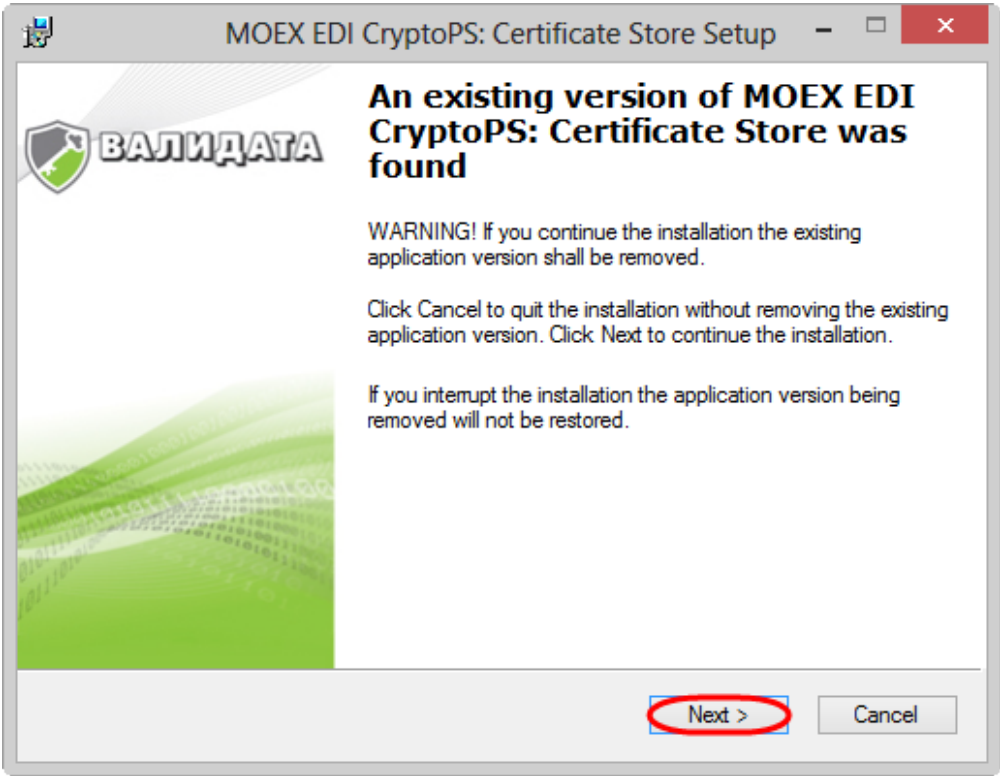 MOEX EDI CryptoPS: Certificate Store Setup
ВАЛИДАТА
An existing version of MOEX EDI
CryptoPS: Certificate Store was
found
WARNING! If you continue the installation the existing
application version shall be removed.
Click Cancel to quit the installation without removing the existing
application version. Click Next to continue the installation.
If you interrupt the installation the application version being
removed will not be restored.
Next >
Cancel